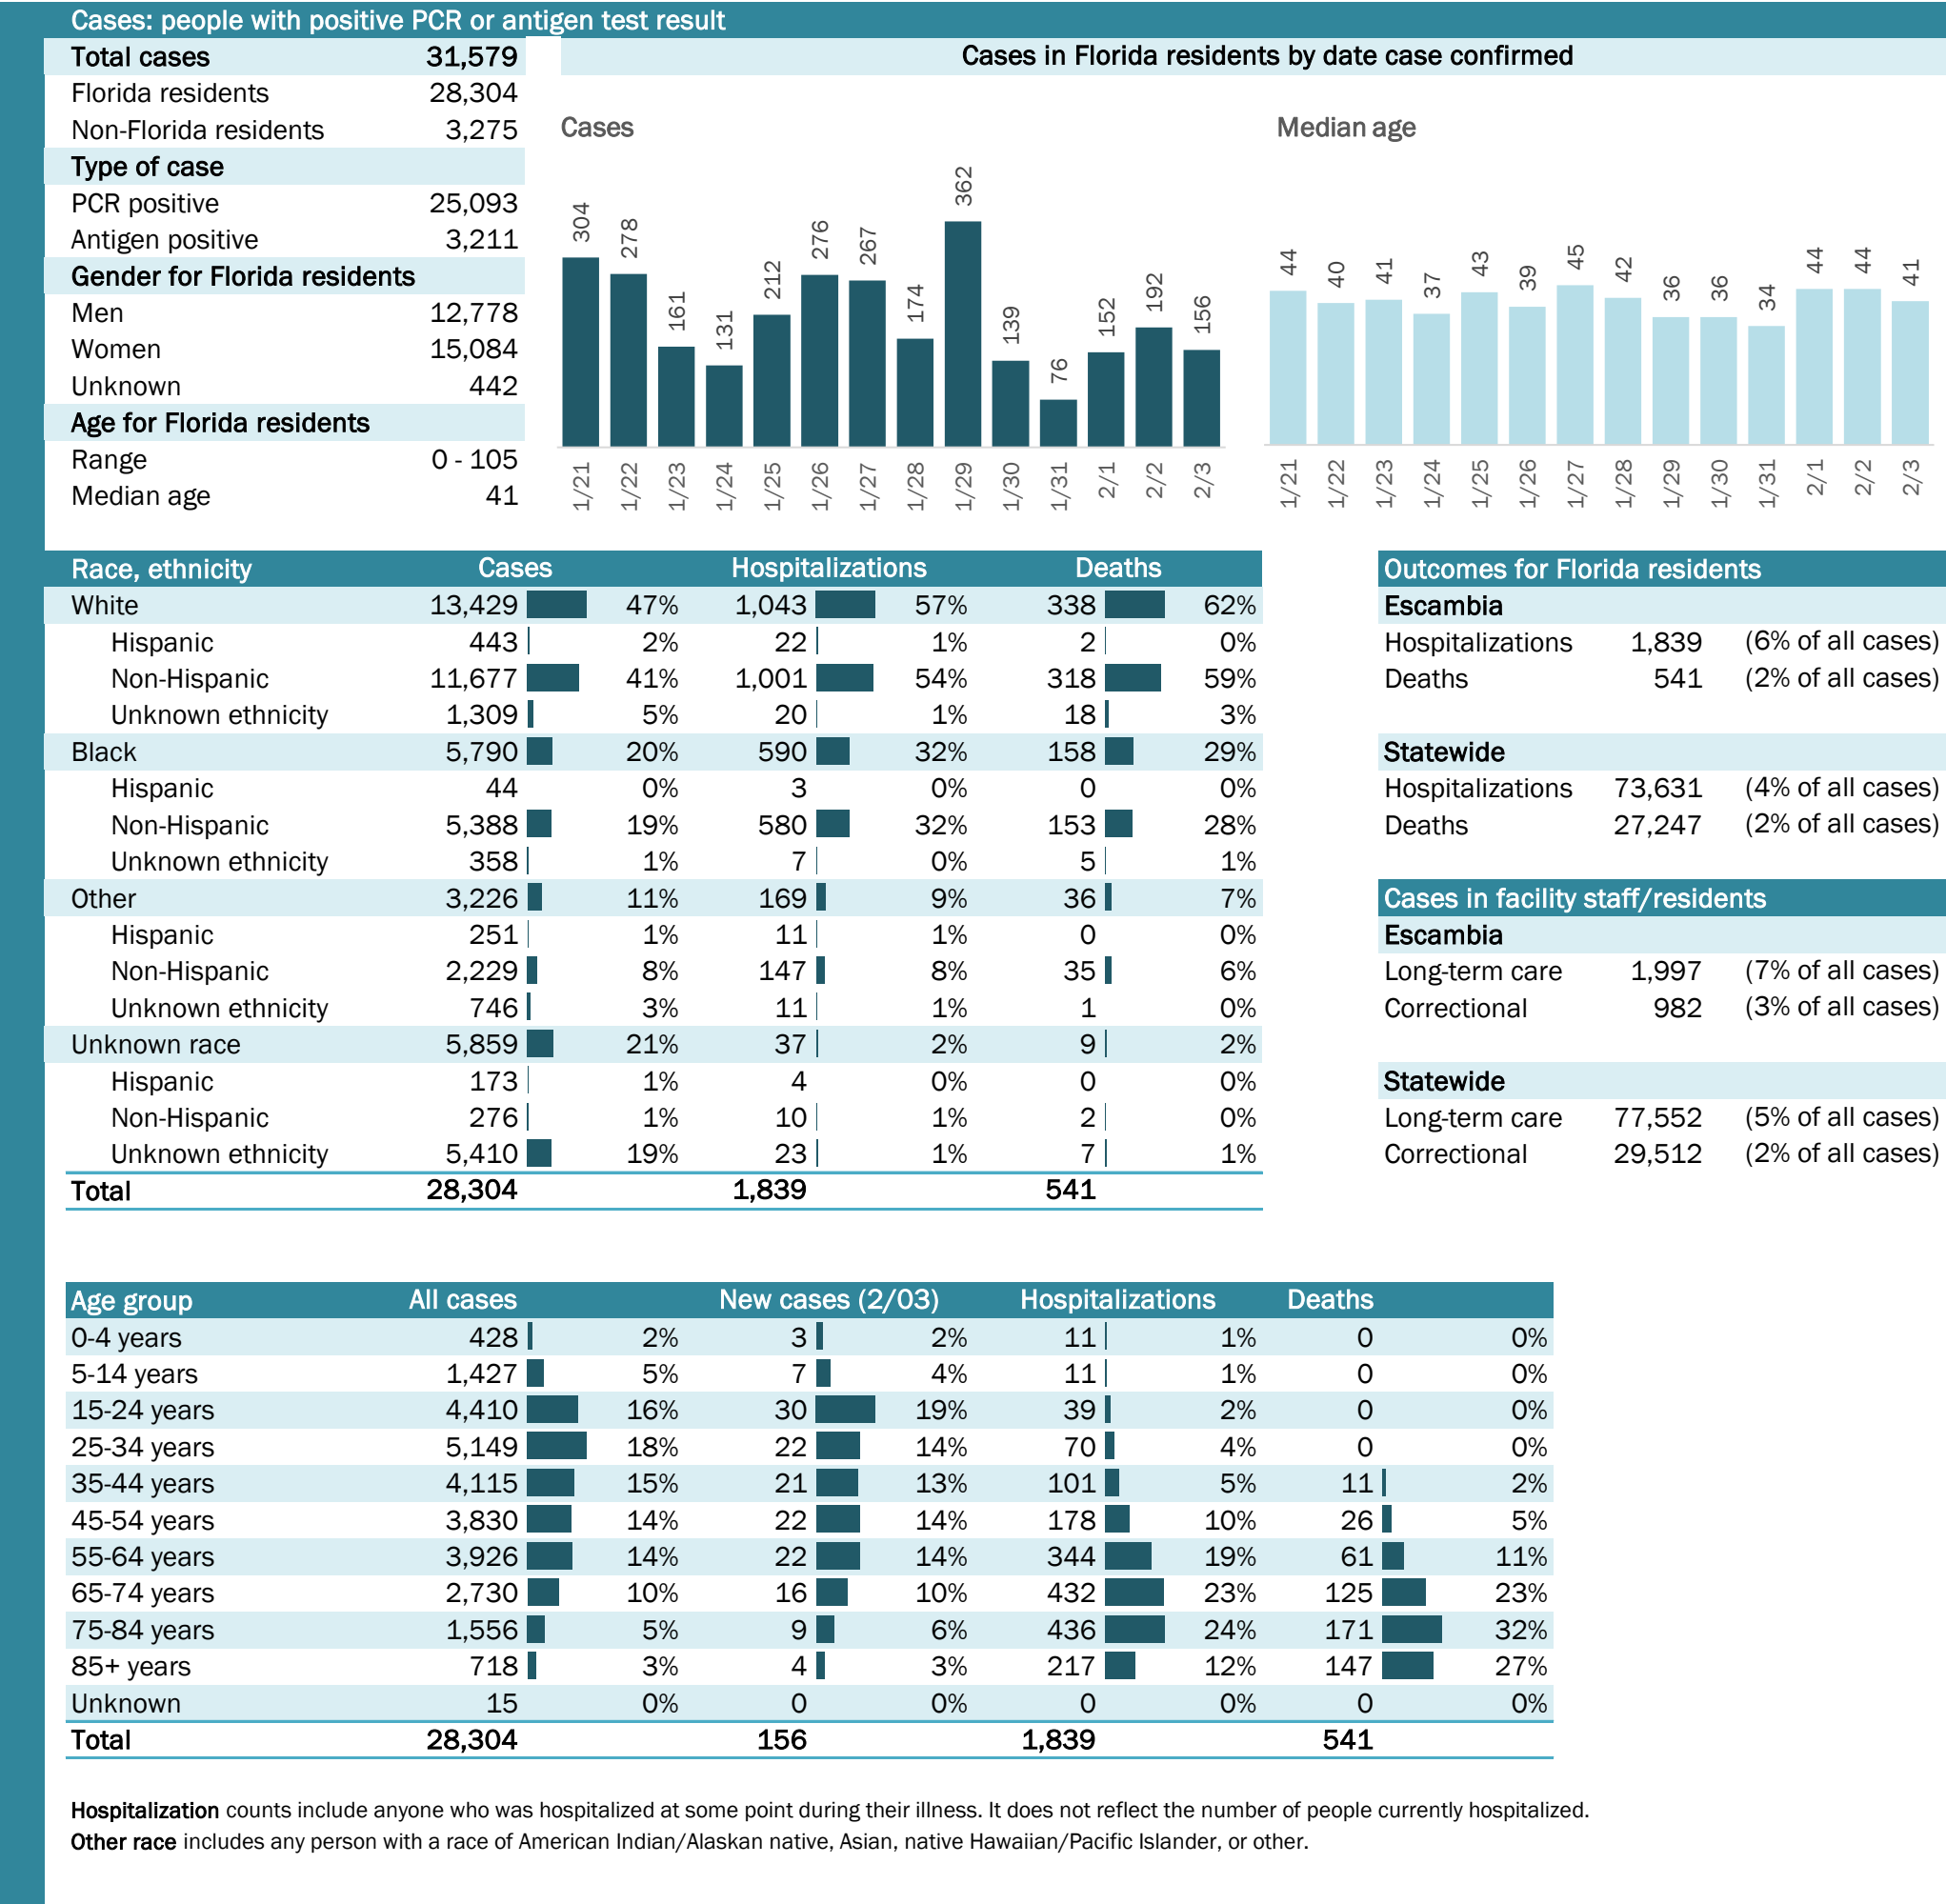 Cases: people with positive PCR or antigen test result
Total cases 31,579
Florida residents 28,304
Non-Florida residents 3,275
Type of case
PCR positive 25,093
Antigen positive 3,211
Gender for Florida residents
Men 12,778
Women 15,084
Unknown 442
Age for Florida residents
Range 0 - 105
Median age 41
Cases in Florida residents by date case confirmed
Cases
304 278 161 131 212 276 267 174 362 139 76 152 192 156
1/21 1/22 1/23 1/24 1/25 1/26 1/27 1/28 1/29 1/30 1/31 2/1 2/2 2/3
Median age
44 40 41 37 43 39 45 42 36 36 34 44 44 41
1/21 1/22 1/23 1/24 1/25 1/26 1/27 1/28 1/29 1/30 1/31 2/1 2/2 2/3
Race, ethnicity Cases Hospitalizations Deaths
White 13,429 47% 1,043 57% 338 62%
Hispanic 443 2% 22 1% 2 0%
Non-Hispanic 11,677 41% 1,001 54% 318 59%
Unknown ethnicity 1,309 5% 20 1% 18 3%
Black 5,790 20% 590 32% 158 29%
Hispanic 44 0% 3 0% 0 0%
Non-Hispanic 5,388 19% 580 32% 153 28%
Unknown ethnicity 358 1% 7 0% 5 1%
Other 3,226 11% 169 9% 36 7%
Hispanic 251 1% 11 1% 0 0%
Non-Hispanic 2,229 8% 147 8% 35 6%
Unknown ethnicity 746 3% 11 1% 1 0%
Unknown race 5,859 21% 37 2% 9 2%
Hispanic 173 1% 4 0% 0 0%
Non-Hispanic 276 1% 10 1% 2 0%
Unknown ethnicity 5,410 19% 23 1% 7 1%
Total 28,304 1,839 541
Outcomes for Florida residents
Escambia
Hospitalizations 1,839 (6% of all cases)
Deaths 541 (2% of all cases)
Statewide
Hospitalizations 73,631 (4% of all cases)
Deaths 27,247 (2% of all cases)
Cases in facility staff/residents
Escambia
Long-term care 1,997 (7% of all cases)
Correctional 982 (3% of all cases)
Statewide
Long-term care 77,552 (5% of all cases)
Correctional 29,512 (2% of all cases)
Age group All cases New cases (2/03) Hospitalizations Deaths
0-4 years 428 2% 3 2% 11 1% 0 0%
5-14 years 1,427 5% 7 4% 11 1% 0 0%
15-24 years 4,410 16% 30 19% 39 2% 0 0%
25-34 years 5,149 18% 22 14% 70 4% 0 0%
35-44 years 4,115 15% 21 13% 101 5% 11 2%
45-54 years 3,830 14% 22 14% 178 10% 26 5%
55-64 years 3,926 14% 22 14% 344 19% 61 11%
65-74 years 2,730 10% 16 10% 432 23% 125 23%
75-84 years 1,556 5% 9 6% 436 24% 171 32%
85+ years 718 3% 4 3% 217 12% 147 27%
Unknown 15 0% 0 0% 0 0% 0 0%
Total 28,304 156 1,839 541
Hospitalization counts include anyone who was hospitalized at some point during their illness. It does not reflect the number of people currently hospitalized.
Other race includes any person with a race of American Indian/Alaskan native, Asian, native Hawaiian/Pacific Islander, or other.